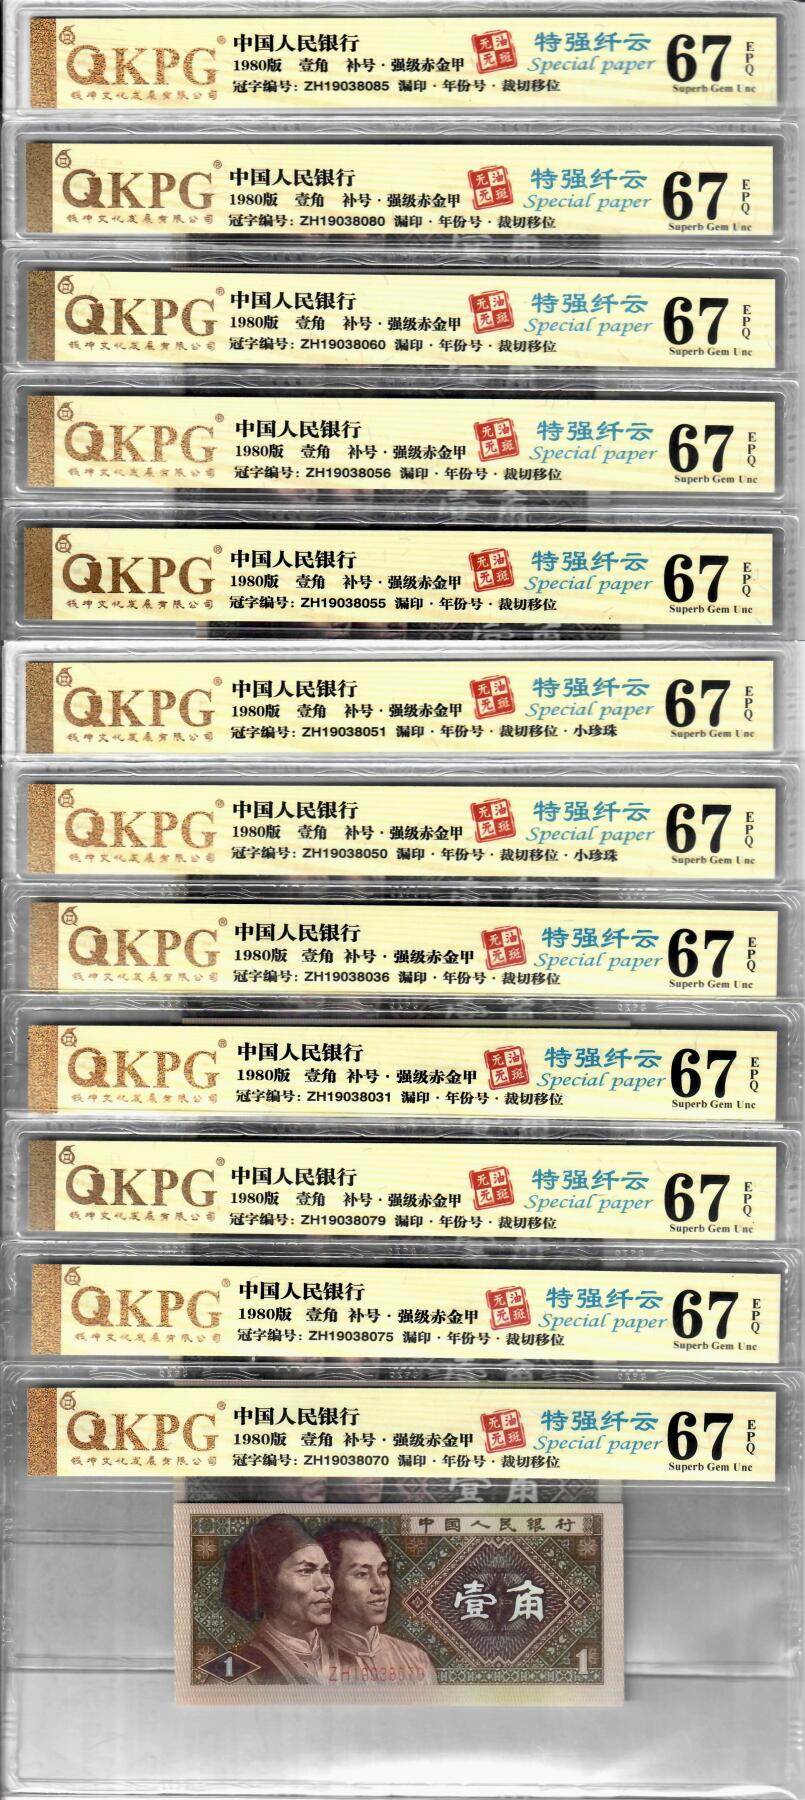 QKPG®
钱坤文化发展有限公司
中国人民银行
1980版 壹角 补号·强级赤金甲
冠字编号: ZH19038085 漏印·年份号·裁切移位
无油
无斑
特强纤云
Special paper
67
EPQ
Superb Gem Unc
QKPG®
钱坤文化发展有限公司
中国人民银行
1980版 壹角 补号·强级赤金甲
冠字编号: ZH19038080 漏印·年份号·裁切移位
无油
无斑
特强纤云
Special paper
67
EPQ
Superb Gem Unc
QKPG®
钱坤文化发展有限公司
中国人民银行
1980版 壹角 补号·强级赤金甲
冠字编号: ZH19038060 漏印·年份号·裁切移位
无油
无斑
特强纤云
Special paper
67
EPQ
Superb Gem Unc
QKPG®
钱坤文化发展有限公司
中国人民银行
1980版 壹角 补号·强级赤金甲
冠字编号: ZH19038056 漏印·年份号·裁切移位
无油
无斑
特强纤云
Special paper
67
EPQ
Superb Gem Unc
壹角
QKPG®
钱坤文化发展有限公司
中国人民银行
1980版 壹角 补号·强级赤金甲
冠字编号: ZH19038055 漏印·年份号·裁切移位
无油
无斑
特强纤云
Special paper
67
EPQ
Superb Gem Unc
QKPG®
钱坤文化发展有限公司
中国人民银行
1980版 壹角 补号·强级赤金甲
冠字编号: ZH19038051 漏印·年份号·裁切移位·小珍珠
无油
无斑
特强纤云
Special paper
67
EPQ
Superb Gem Unc
QKPG®
钱坤文化发展有限公司
中国人民银行
1980版 壹角 补号·强级赤金甲
冠字编号: ZH19038050 漏印·年份号·裁切移位·小珍珠
无油
无斑
特强纤云
Special paper
67
EPQ
Superb Gem Unc
QKPG®
钱坤文化发展有限公司
中国人民银行
1980版 壹角 补号·强级赤金甲
冠字编号: ZH19038036 漏印·年份号·裁切移位
无油
无斑
特强纤云
Special paper
67
EPQ
Superb Gem Unc
QKPG®
钱坤文化发展有限公司
中国人民银行
1980版 壹角 补号·强级赤金甲
冠字编号: ZH19038031 漏印·年份号·裁切移位
无油
无斑
特强纤云
Special paper
67
EPQ
Superb Gem Unc
QKPG®
钱坤文化发展有限公司
中国人民银行
1980版 壹角 补号·强级赤金甲
冠字编号: ZH19038079 漏印·年份号·裁切移位
无油
无斑
特强纤云
Special paper
67
EPQ
Superb Gem Unc
QKPG®
钱坤文化发展有限公司
中国人民银行
1980版 壹角 补号·强级赤金甲
冠字编号: ZH19038075 漏印·年份号·裁切移位
无油
无斑
特强纤云
Special paper
67
EPQ
Superb Gem Unc
QKPG®
钱坤文化发展有限公司
中国人民银行
1980版 壹角 补号·强级赤金甲
冠字编号: ZH19038070 漏印·年份号·裁切移位
无油
无斑
特强纤云
Special paper
67
EPQ
Superb Gem Unc
壹角
中国人民银行
壹角
1
ZH19038070
1